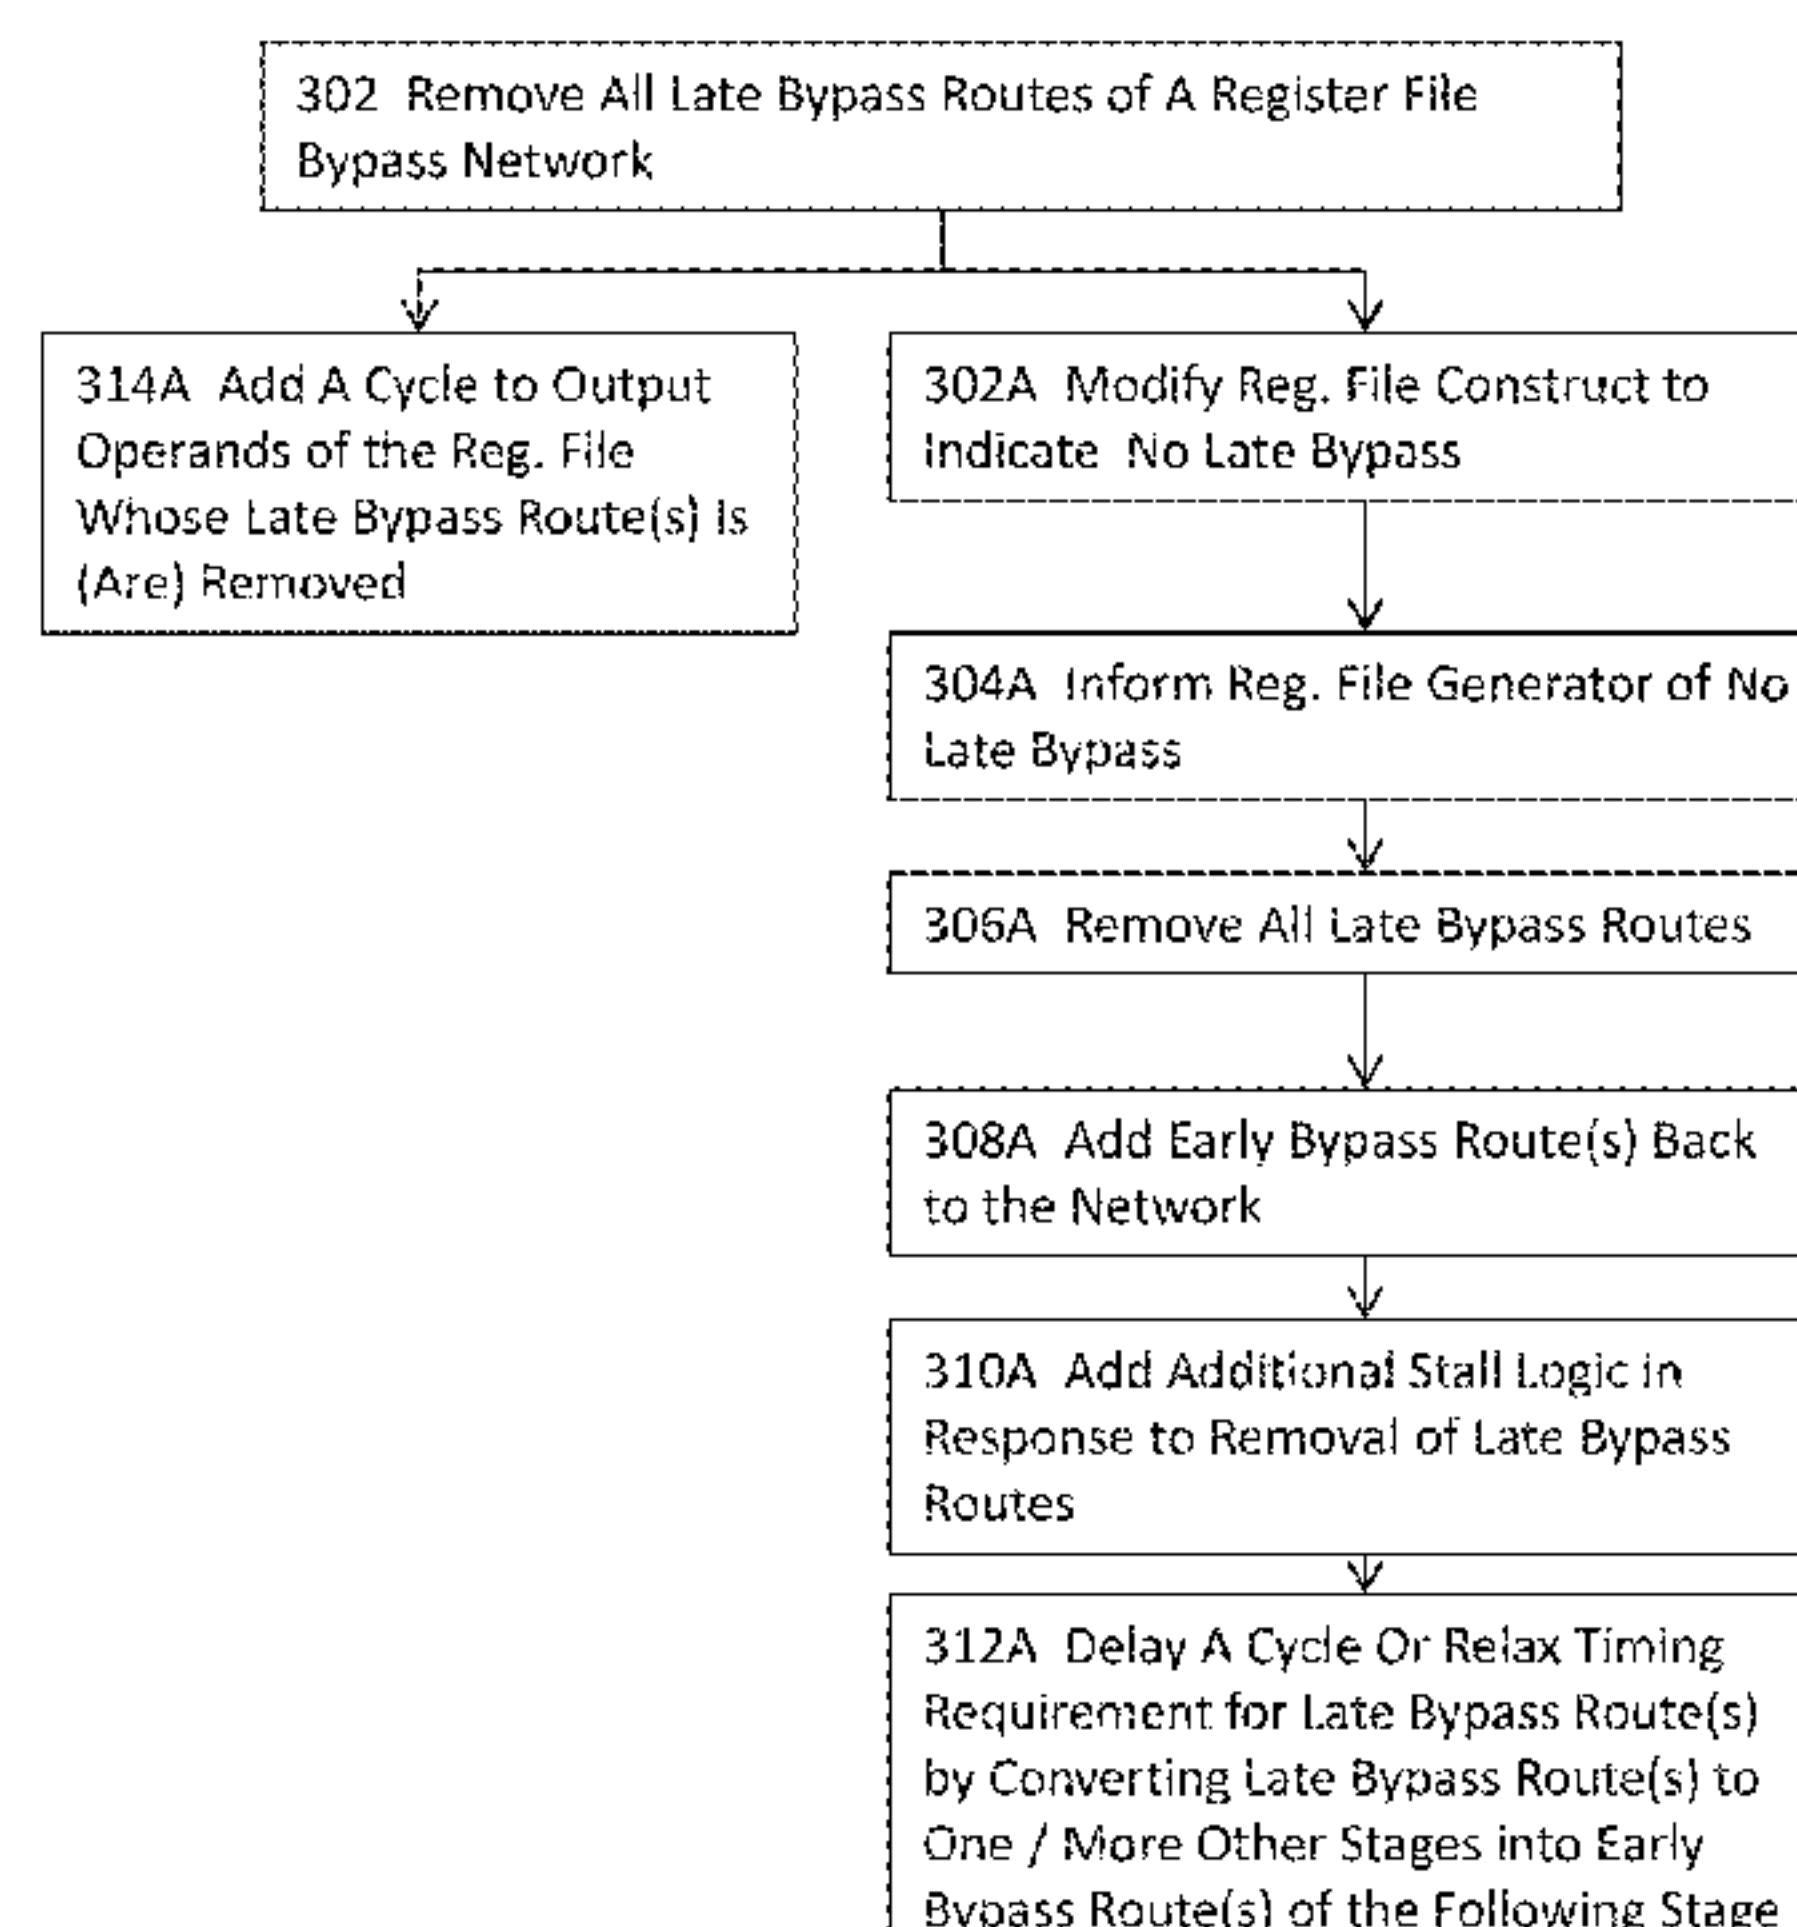 302 Remove All Late Bypass Routes of A Register File
Bypass Network
314A Add A Cycle to Output
Operands of the Reg. File
Whose Late Bypass Route(s) Is
(Are) Removed
302A Modify Reg. File Construct to
Indicate No Late Bypass
304A Inform Reg. File Generator of No
Late Bypass
306A Remove All Late Bypass Routes
308A Add Early Bypass Route(s) Back
to the Network
310A Add Additional Stall Logic in
Response to Removal of Late Bypass
Routes
312A Delay A Cycle Or Relax Timing
Requirement for Late Bypass Route(s)
by Converting Late Bypass Route(s) to
One / More Other Stages into Early
Bypass Route(s) of the Following Stage